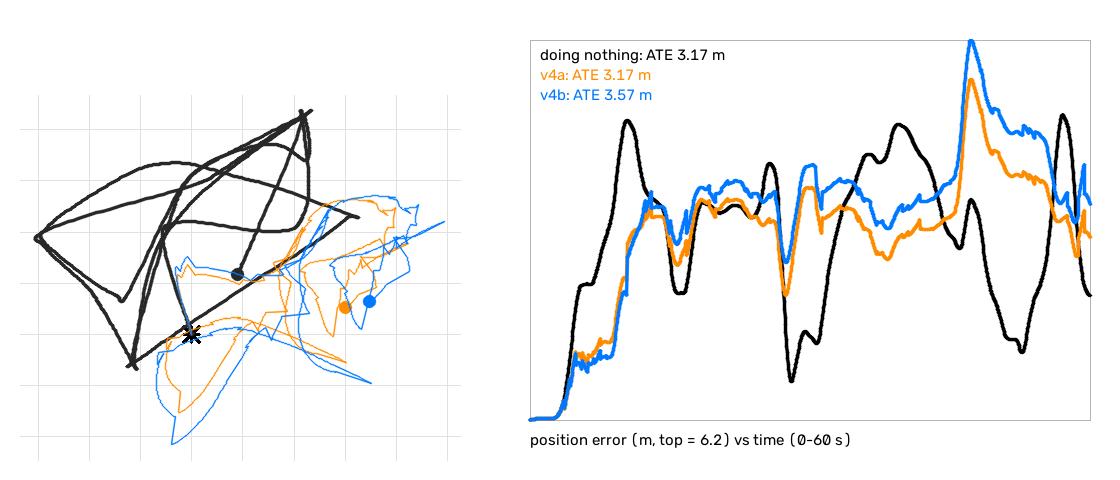 doing nothing: ATE 3.17 m
v4a: ATE 3.17 m
v4b: ATE 3.57 m
position error (m, top = 6.2) vs time (0-60 s)